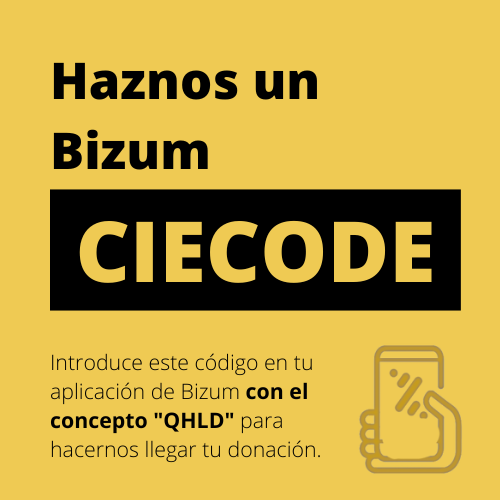 Haznos un
Bizum
CIECODE
Introduce este código en tu
aplicación de Bizum con el
concepto "QHLD" para
hacernos llegar tu donación.